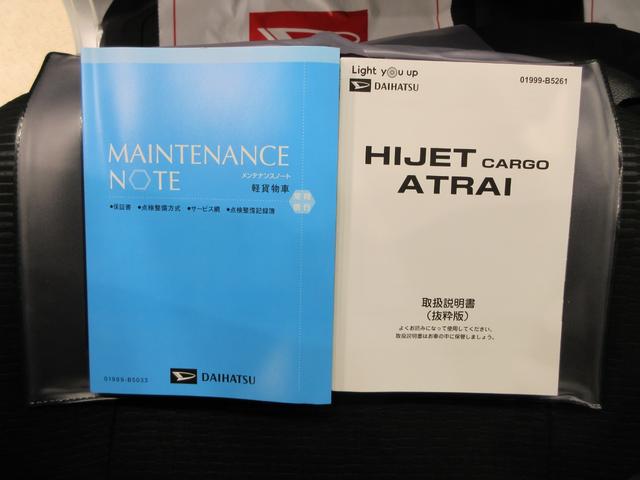 MAINTENANCE
NOTE
メンテナンスノート
軽貨物車
●保証書 ●点検整備方式 ●サービス網 ●点検整備記録簿
01999-B5033
DAIHATSU
Light you up
DAIHATSU
01999-B5261
HIJET CARGO
ATRAI
取扱説明書
(抜粋版)
よくお読みになって使用してください。
取扱説明書はお車の中に保管しましょう。